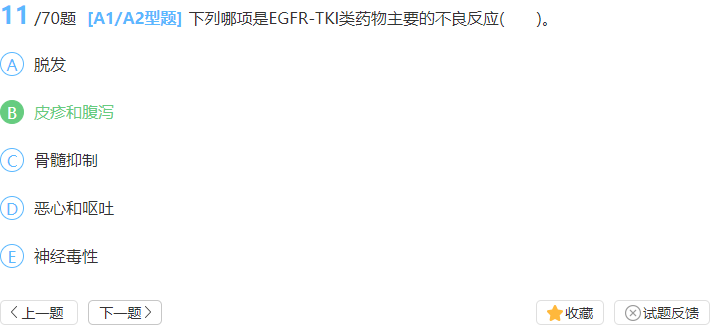 11 /70题 [A1/A2型题] 下列哪项是EGFR-TKI类药物主要的不良反应(  )。
A 脱发
B 皮疹和腹泻
C 骨髓抑制
D 恶心和呕吐
E 神经毒性
上一题 下一题 收藏 试题反馈